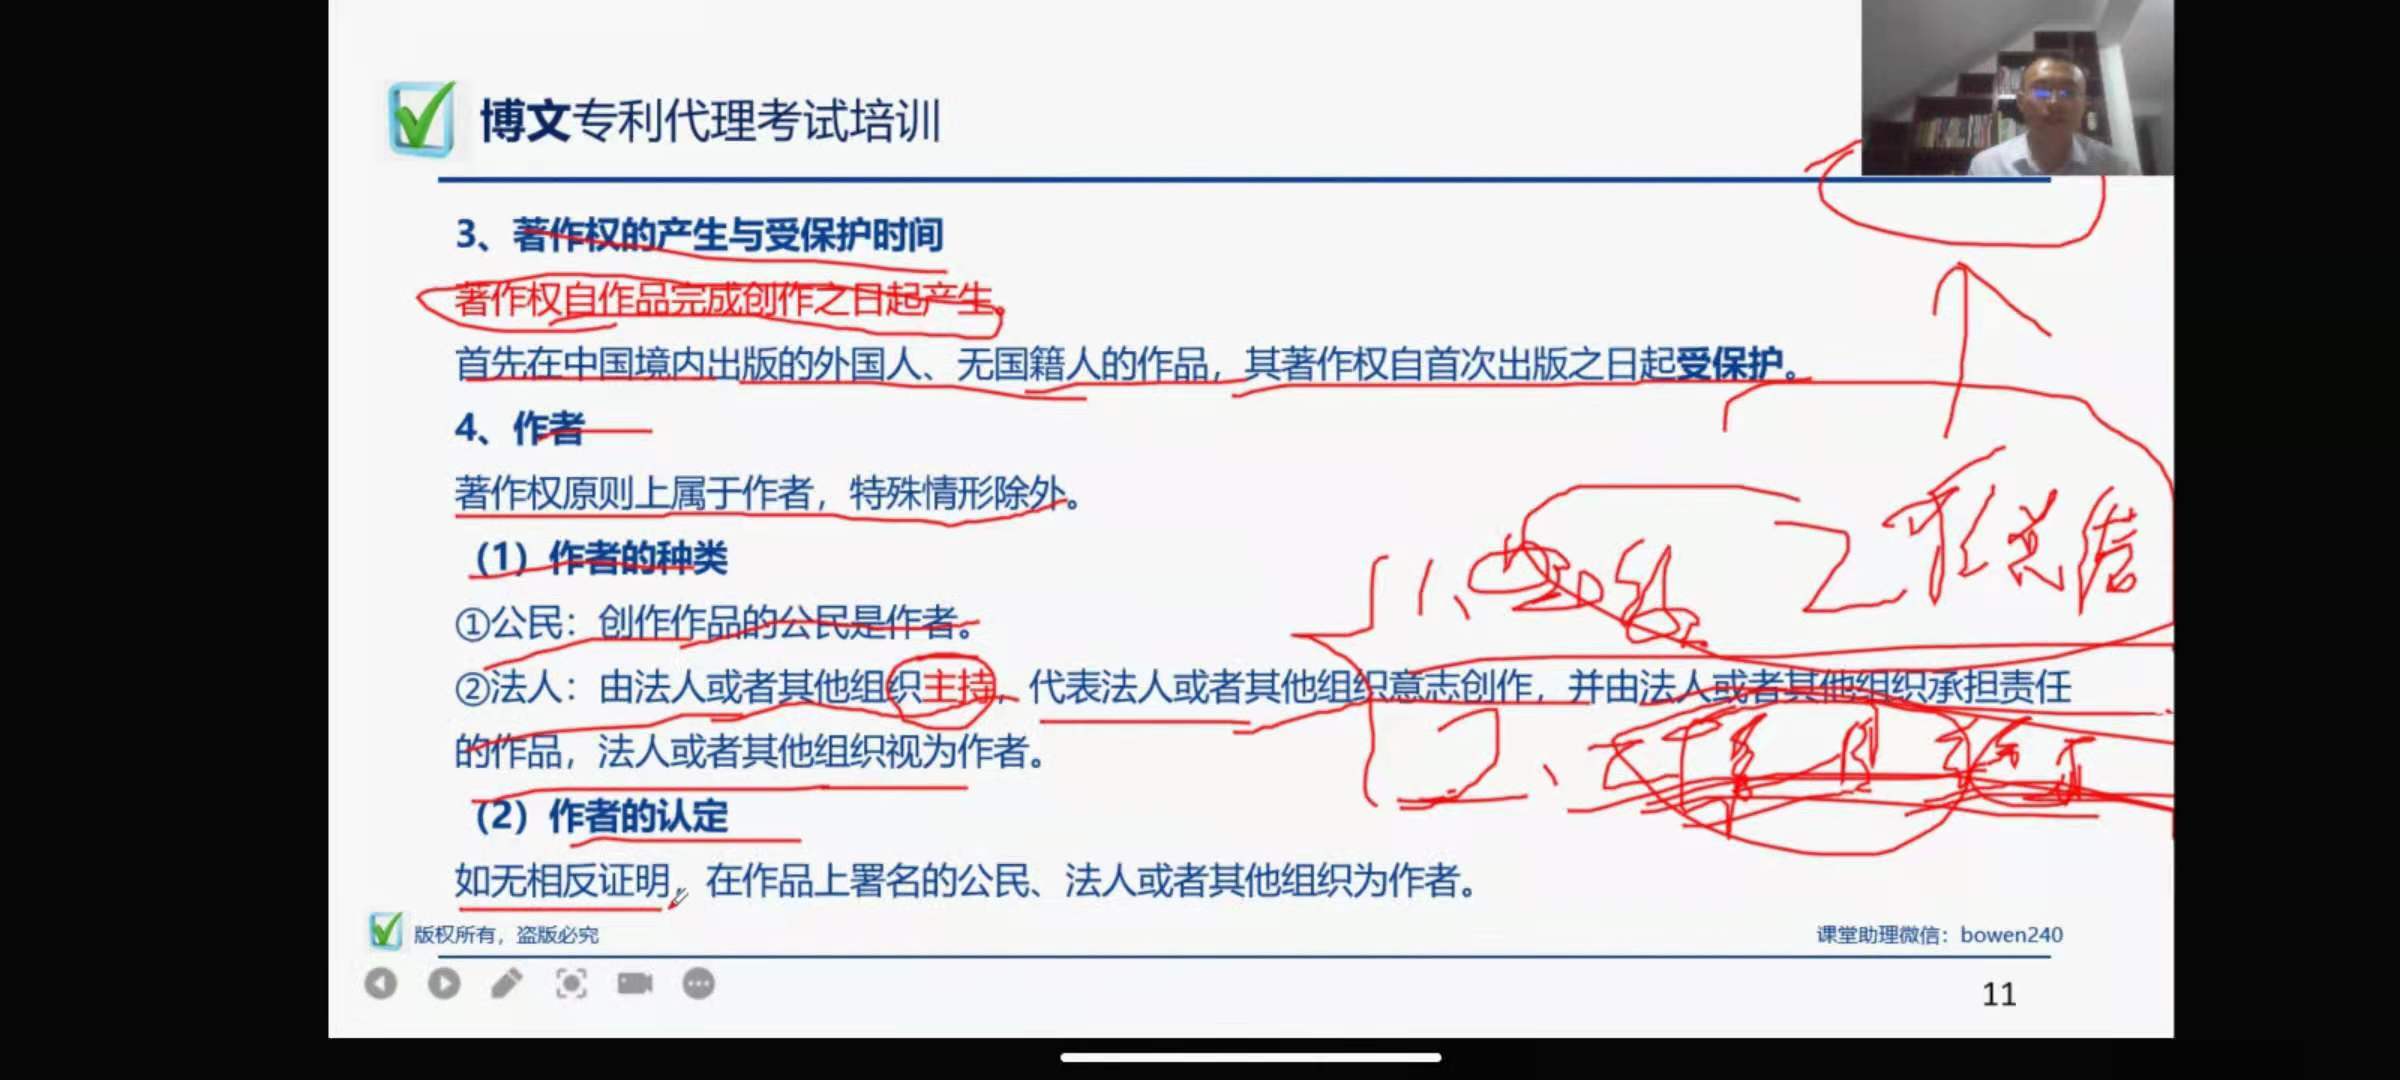 博文专利代理考试培训
3、著作权的产生与受保护时间
著作权自作品完成创作之日起产生。
首先在中国境内出版的外国人、无国籍人的作品，其著作权自首次出版之日起受保护。
4、作者
著作权原则上属于作者，特殊情形除外。
（1）作者的种类
①公民：创作作品的公民是作者。
②法人：由法人或者其他组织主持，代表法人或者其他组织意志创作，并由法人或者其他组织承担责任
的作品，法人或者其他组织视为作者。
（2）作者的认定
如无相反证明，在作品上署名的公民、法人或者其他组织为作者。
版权所有，盗版必究
课堂助理微信：bowen240
11